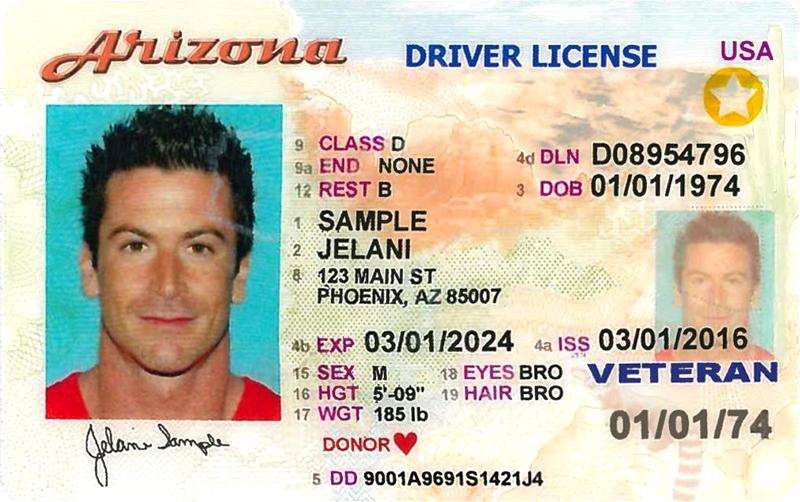 Arizona DRIVER LICENSE USA
9 CLASS D
9a END NONE
4d DLN D08954796
12 REST B
3 DOB 01/01/1974
1 SAMPLE
2 JELANI
8 123 MAIN ST
PHOENIX, AZ 85007
4b EXP 03/01/2024 4a ISS 03/01/2016
15 SEX M 18 EYES BRO
16 HGT 5'-09" 19 HAIR BRO
17 WGT 185 lb
VETERAN
01/01/74
Jelani Sample
DONOR
5 DD 9001A9691S1421J4